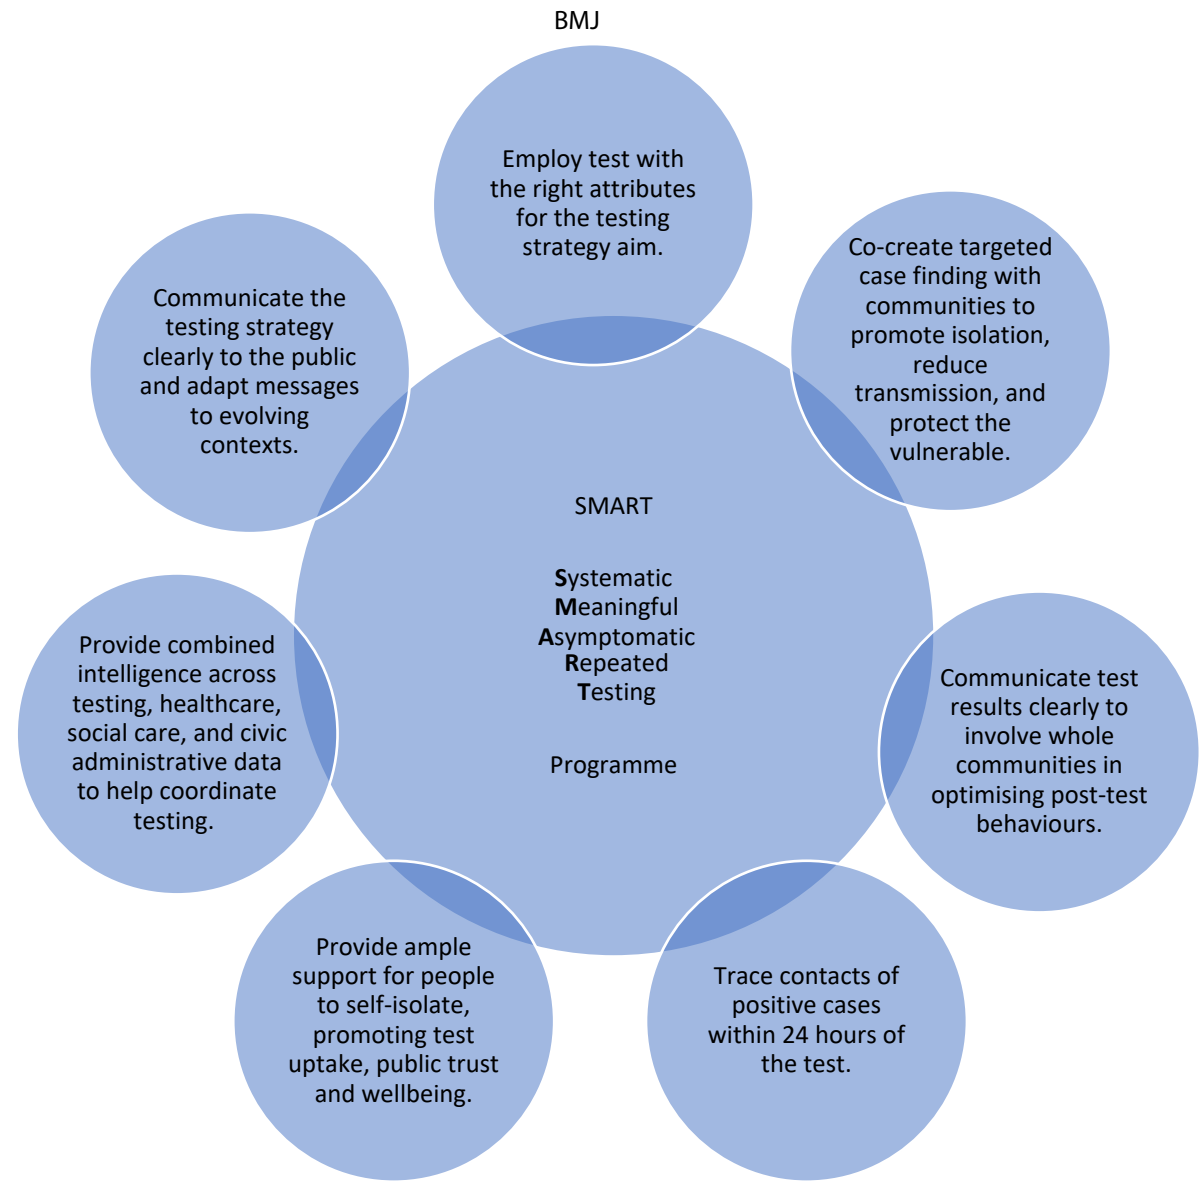 BMJ
Employ test with
the right attributes
for the testing
strategy aim.
Co-create targeted
case finding with
communities to
promote isolation,
reduce
transmission, and
protect the
vulnerable.
Communicate the
testing strategy
clearly to the public
and adapt messages
to evolving
contexts.
SMART
Systematic
Meaningful
Asymptomatic
Repeated
Testing
Programme
Provide combined
intelligence across
testing, healthcare,
social care, and civic
administrative data
to help coordinate
testing.
Communicate test
results clearly to
involve whole
communities in
optimising post-test
behaviours.
Provide ample
support for people
to self-isolate,
promoting test
uptake, public trust
and wellbeing.
Trace contacts of
positive cases
within 24 hours of
the test.